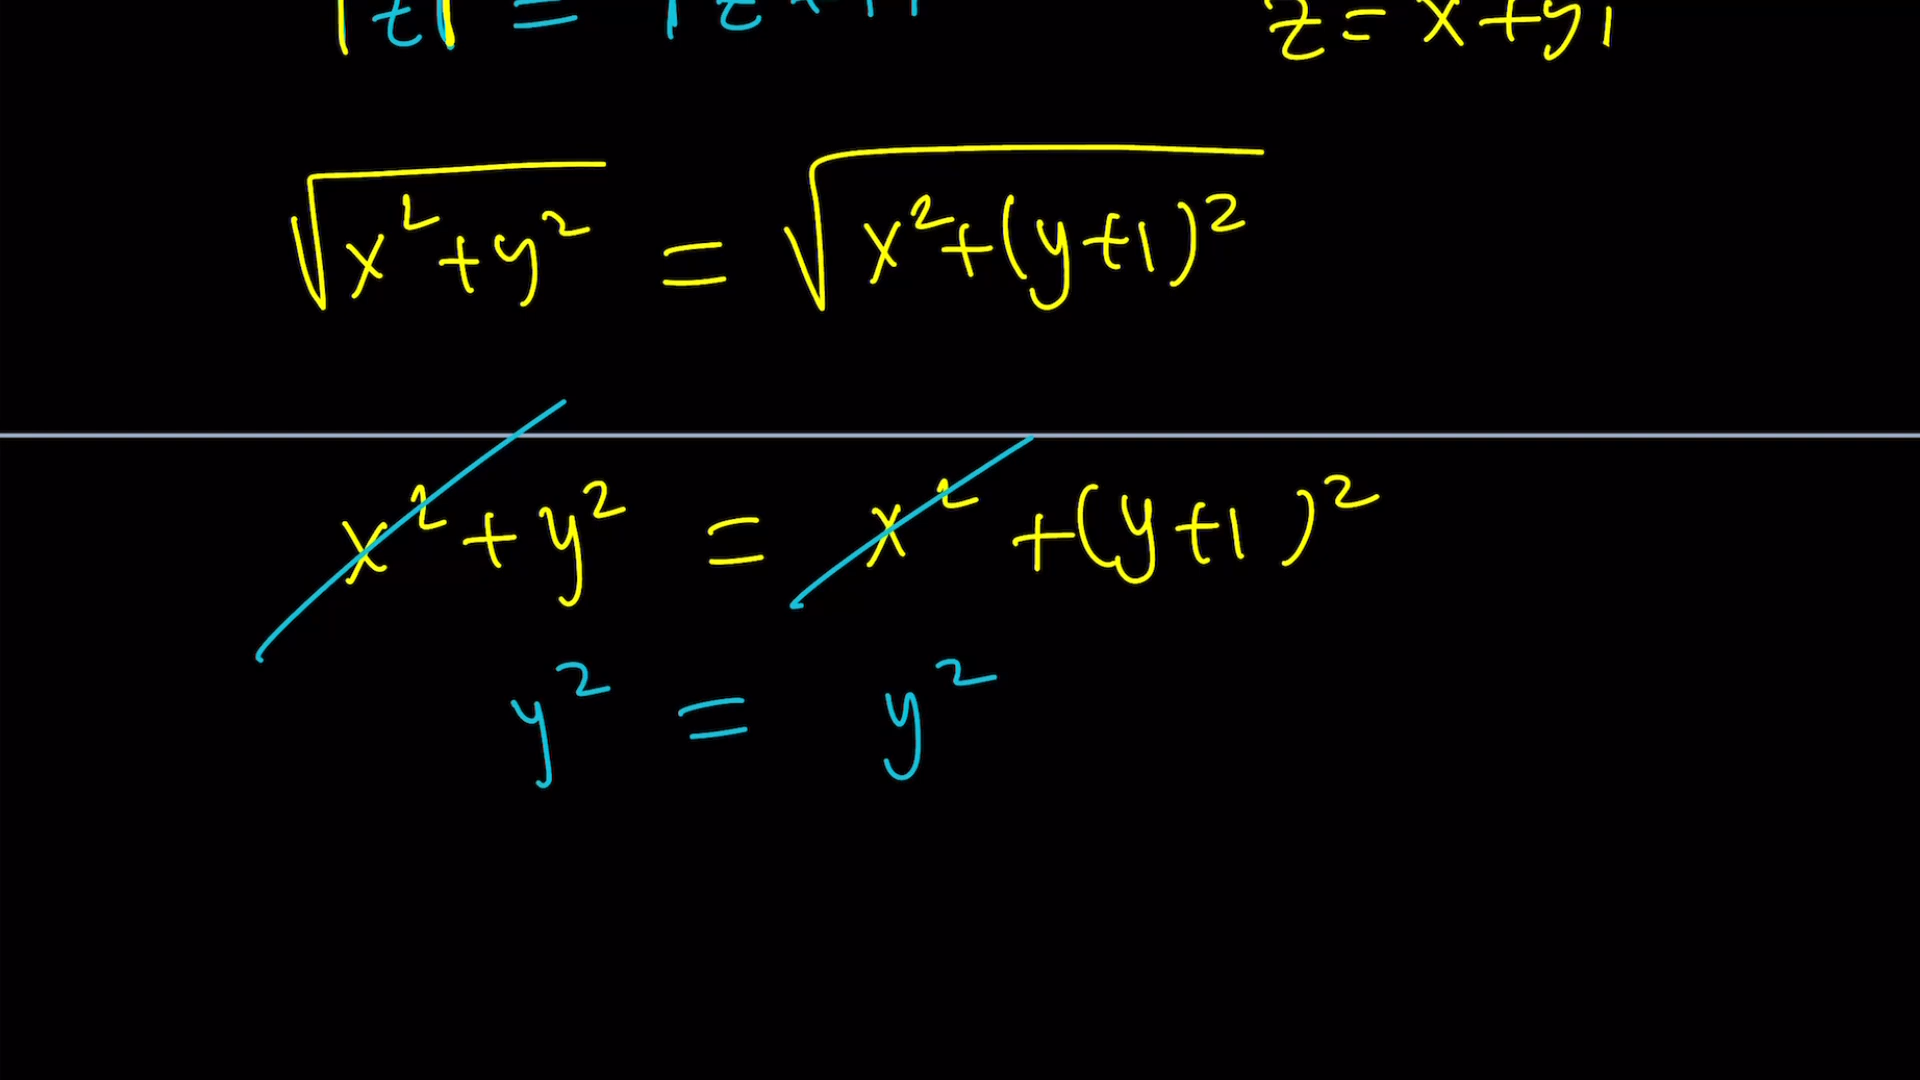 |z| = |z+i| z = x+yi
√x²+y² = √x²+(y+1)²
x²+y² = x²+(y+1)²
y² = y²